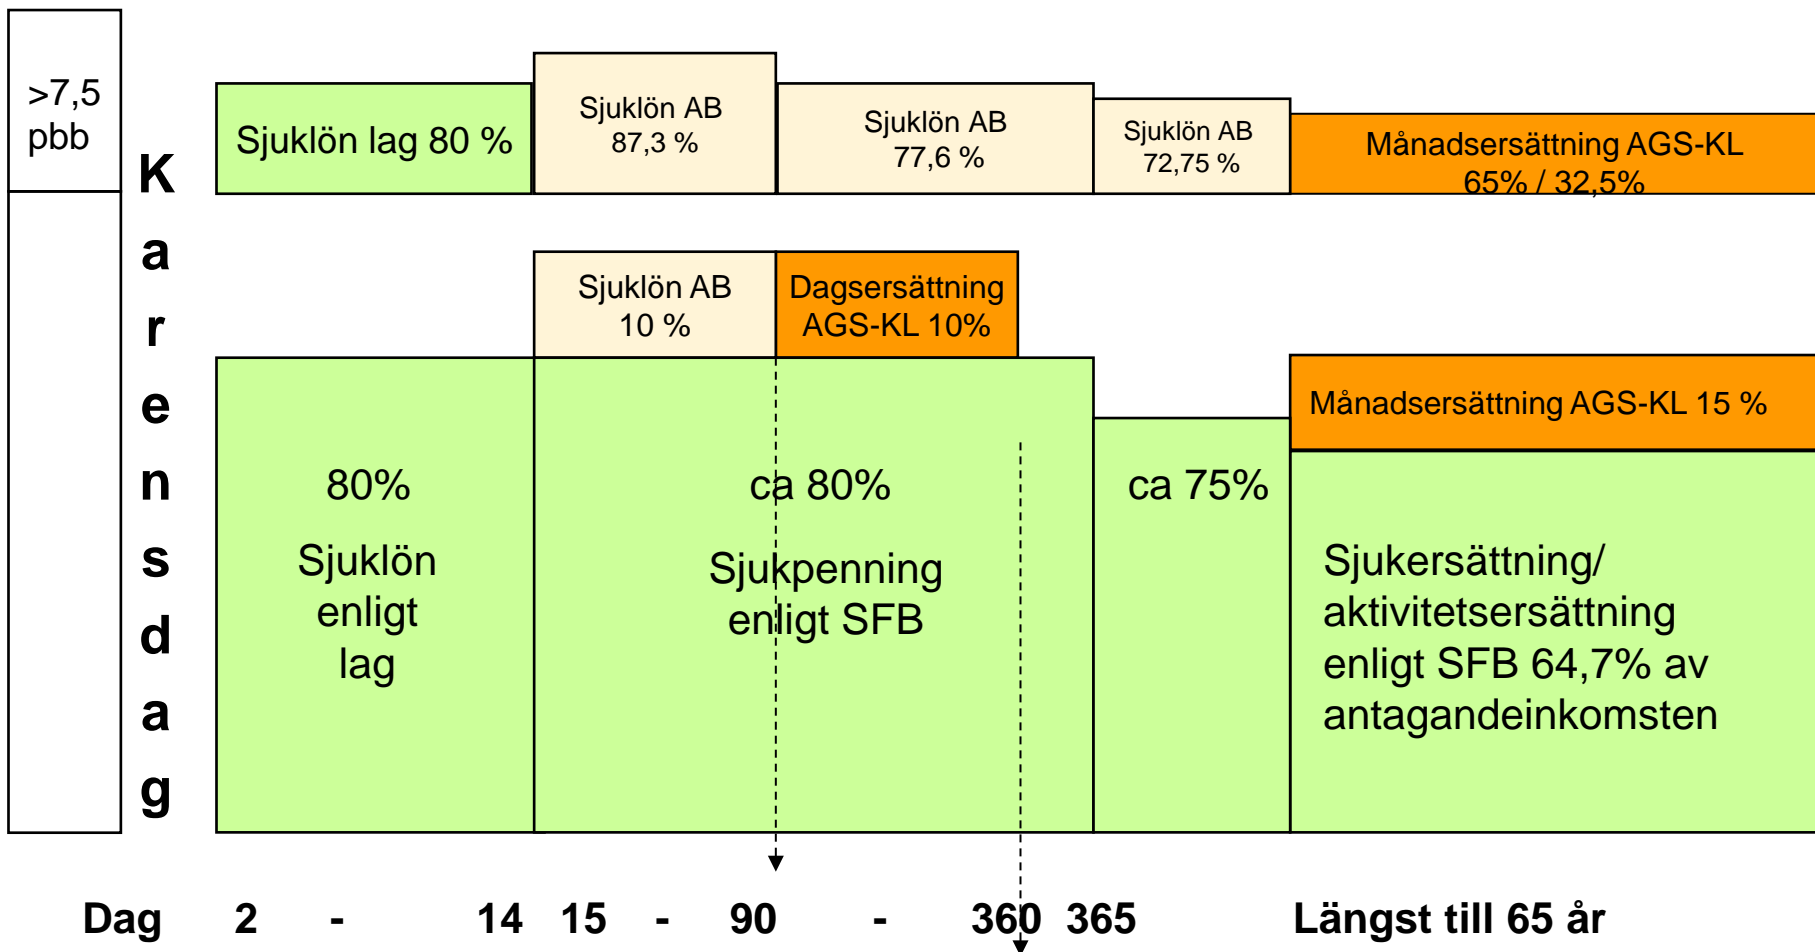 >7,5
pbb
Karensdag
Sjuklön lag 80 %
Sjuklön AB
87,3 %
Sjuklön AB
77,6 %
Sjuklön AB
72,75 %
Månadsersättning AGS-KL
65% / 32,5%
Sjuklön AB
10 %
Dagsersättning
AGS-KL 10%
Månadsersättning AGS-KL 15 %
80%
Sjuklön
enligt
lag
ca 80%
Sjukpenning
enligt SFB
ca 75%
Sjukersättning/
aktivitetsersättning
enligt SFB 64,7% av
antagandeinkomsten
Dag 2 - 14 15 - 90 - 360 365 Längst till 65 år